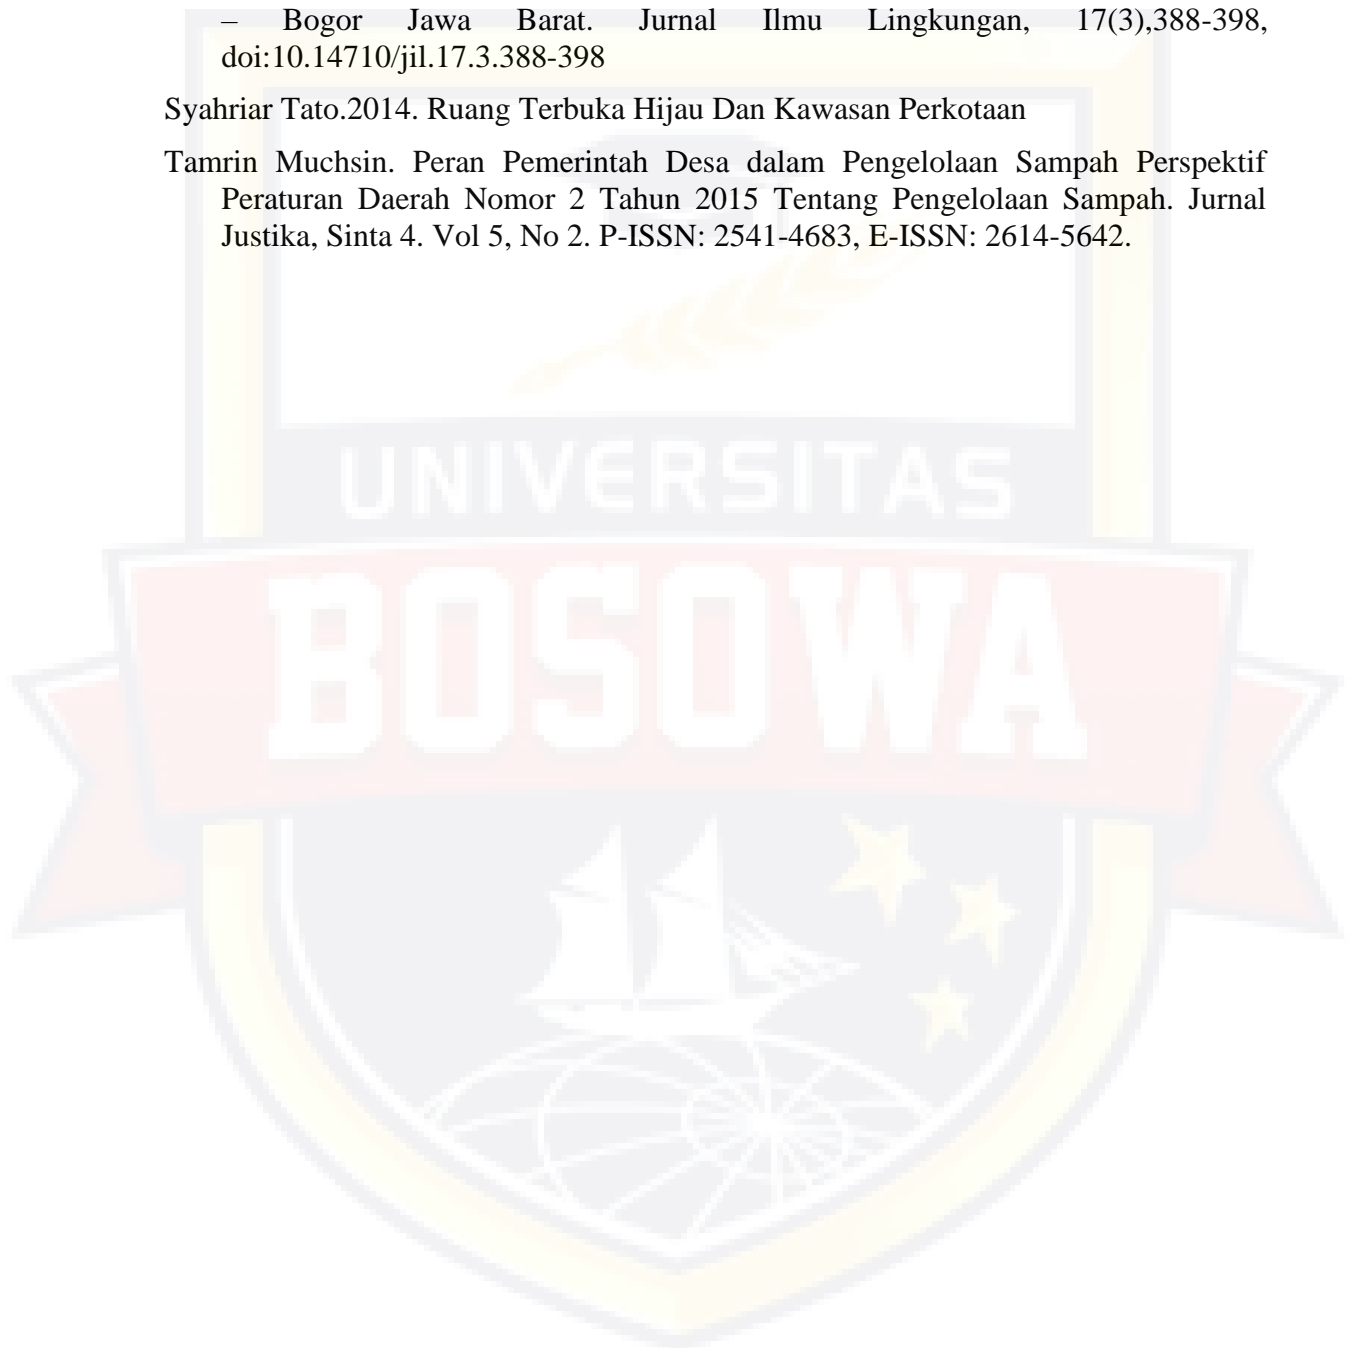 – Bogor Jawa Barat. Jurnal Ilmu Lingkungan, 17(3),388-398,
doi:10.14710/jil.17.3.388-398
Syahriar Tato.2014. Ruang Terbuka Hijau Dan Kawasan Perkotaan
Tamrin Muchsin. Peran Pemerintah Desa dalam Pengelolaan Sampah Perspektif
Peraturan Daerah Nomor 2 Tahun 2015 Tentang Pengelolaan Sampah. Jurnal
Justika, Sinta 4. Vol 5, No 2. P-ISSN: 2541-4683, E-ISSN: 2614-5642.
UNIVERSITAS
BOSOWA